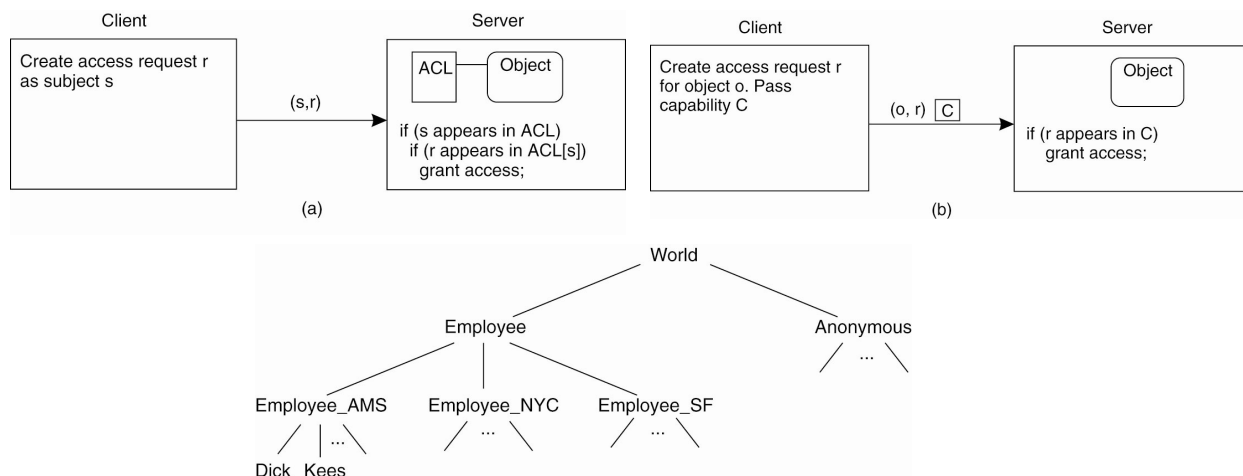 Client
Server
Create access request r
as subject s
(s,r)
ACL
Object
if (s appears in ACL)
if (r appears in ACL[s])
grant access;
(a)
Client
Server
Create access request r
for object o. Pass
capability C
(o, r) C
Object
if (r appears in C)
grant access;
(b)
World
Employee
Anonymous
...
Employee_AMS
Employee_NYC
Employee_SF
...
...
...
Dick Kees